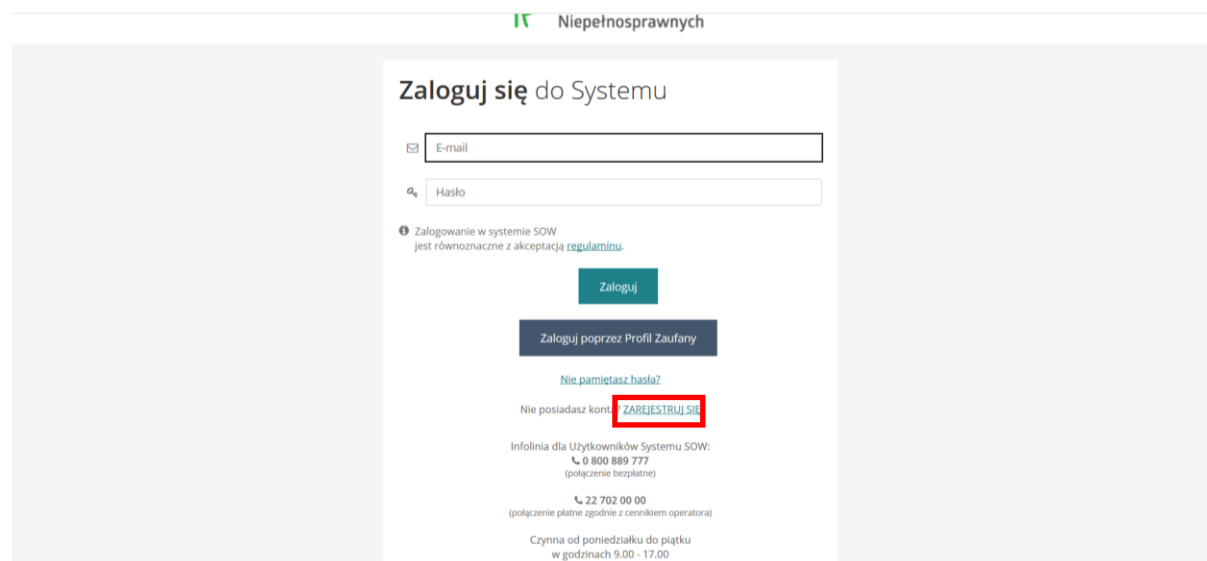 Niepełnosprawnych
Zaloguj się do Systemu
E-mail
Hasło
Zalogowanie w systemie SOW
jest równoznaczne z akceptacją regulaminu.
Zaloguj
Zaloguj poprzez Profil Zaufany
Nie pamiętasz hasła?
Nie posiadasz konta? ZAREJESTRUJ SIĘ
Infolinia dla Użytkowników Systemu SOW:
0 800 889 777
(połączenie bezpłatne)
22 702 00 00
(połączenie płatne zgodnie z cennikiem operatora)
Czynna od poniedziałku do piątku
w godzinach 9.00 - 17.00